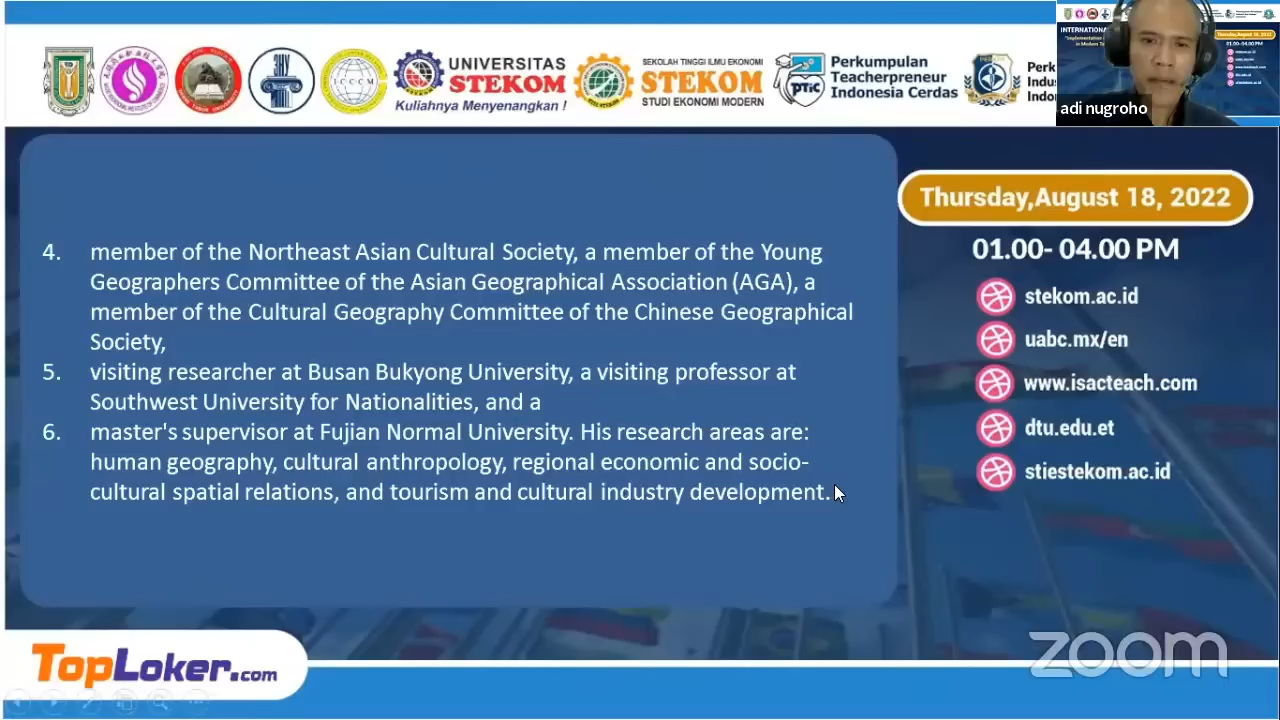 ICCCM
UNIVERSITAS
STEKOM
Kuliahnya Menyenangkan !
SEKOLAH TINGGI ILMU EKONOMI
STEKOM
STUDI EKONOMI MODERN
PTIC
Perkumpulan
Teacherpreneur
Indonesia Cerdas
adi nugroho
Thursday,August 18, 2022
01.00- 04.00 PM
stekom.ac.id
uabc.mx/en
www.isacteach.com
dtu.edu.et
stiestekom.ac.id
4. member of the Northeast Asian Cultural Society, a member of the Young
Geographers Committee of the Asian Geographical Association (AGA), a
member of the Cultural Geography Committee of the Chinese Geographical
Society,
5. visiting researcher at Busan Bukyong University, a visiting professor at
Southwest University for Nationalities, and a
6. master's supervisor at Fujian Normal University. His research areas are:
human geography, cultural anthropology, regional economic and socio-
cultural spatial relations, and tourism and cultural industry development.
TopLoker.com
zoom